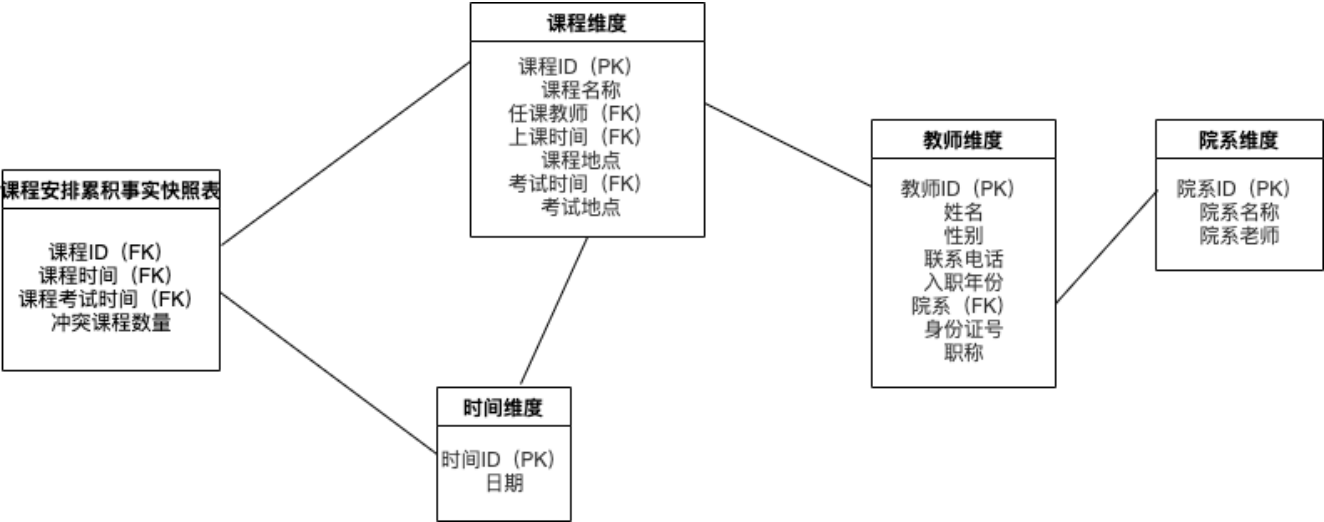 课程维度
课程ID（PK）
课程名称
任课教师（FK）
上课时间（FK）
课程地点
考试时间（FK）
考试地点
教师维度
教师ID（PK）
姓名
性别
联系电话
入职年份
院系（FK）
身份证号
职称
院系维度
院系ID（PK）
院系名称
院系老师
课程安排累积事实快照表
课程ID（FK）
课程时间（FK）
课程考试时间（FK）
冲突课程数量
时间维度
时间ID（PK）
日期